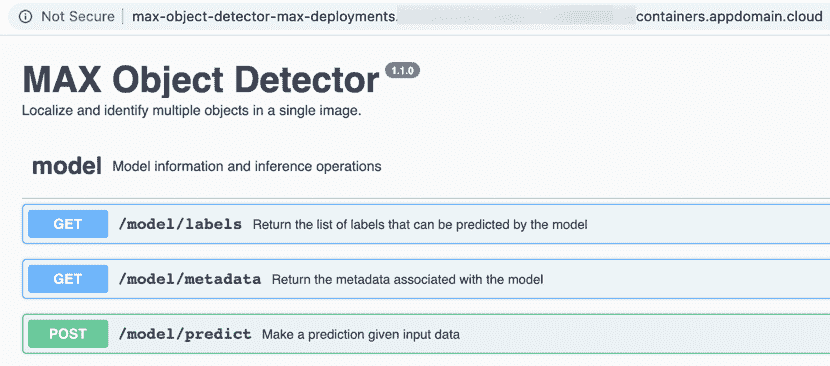 Not Secure | max-object-detector-max-deployments. containers.appdomain.cloud
MAX Object Detector 1.1.0
Localize and identify multiple objects in a single image.
model Model information and inference operations
GET /model/labels Return the list of labels that can be predicted by the model
GET /model/metadata Return the metadata associated with the model
POST /model/predict Make a prediction given input data